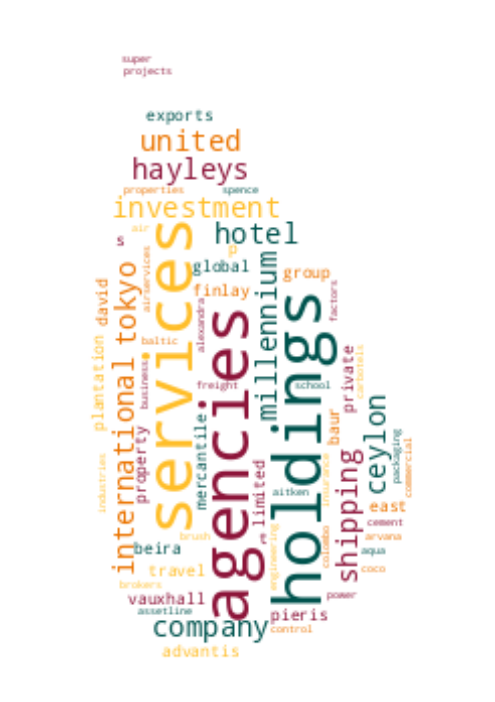 super
projects
exports
united
hayleys
properties
spence
investment
air
s
hotel
p
services
global
group
airservices
finlay
millennium
david
tokyo
factors
alexandra
holdings
agencies
baltic
plantation
international
business
freight
school
private
carbotels
ceylon
property
mercantile
baur
packaging
commercial
industries
limited
insurance
shipping
aitken
east
cement
engineering
colombo
brush
arvana
beira
aqua
travel
coco
brokers
vauxhall
power
assetline
pieris
company
control
advantis